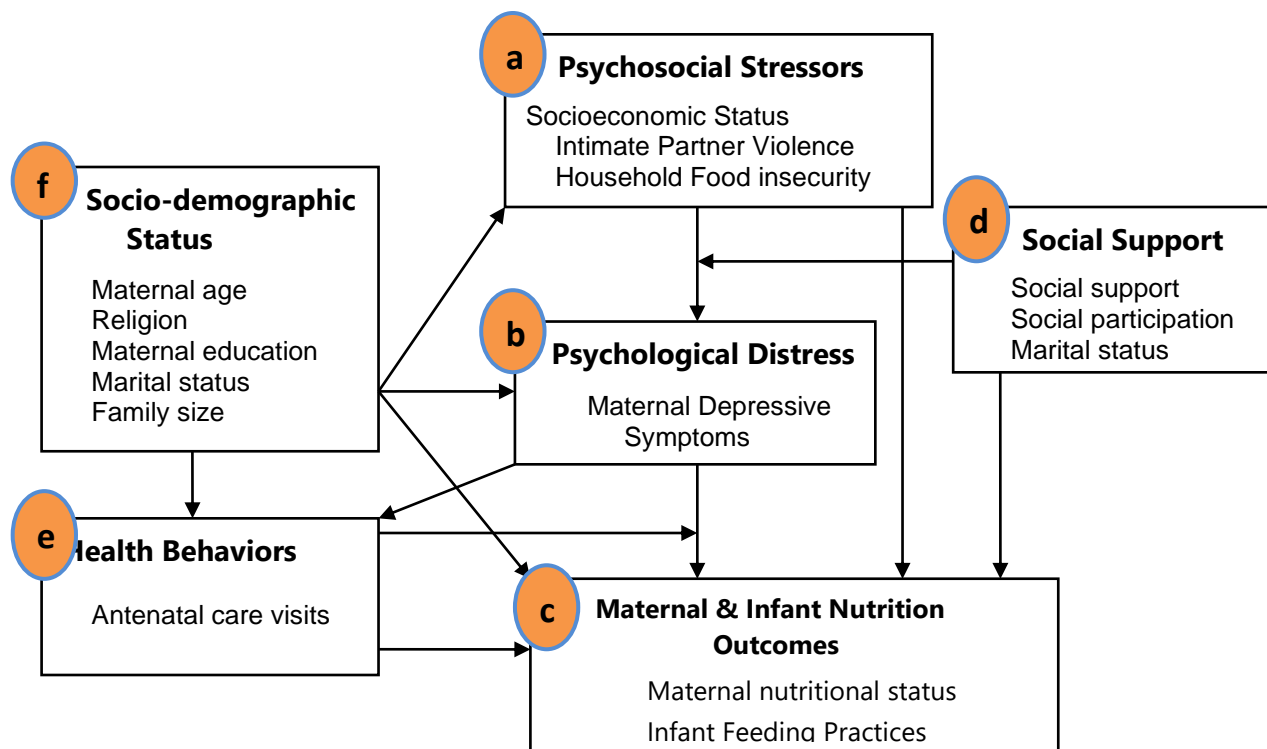 a
Psychosocial Stressors
Socioeconomic Status
Intimate Partner Violence
Household Food insecurity
f
Socio-demographic
Status
Maternal age
Religion
Maternal education
Marital status
Family size
d
Social Support
Social support
Social participation
Marital status
b
Psychological Distress
Maternal Depressive
Symptoms
e
Health Behaviors
Antenatal care visits
c
Maternal & Infant Nutrition
Outcomes
Maternal nutritional status
Infant Feeding Practices